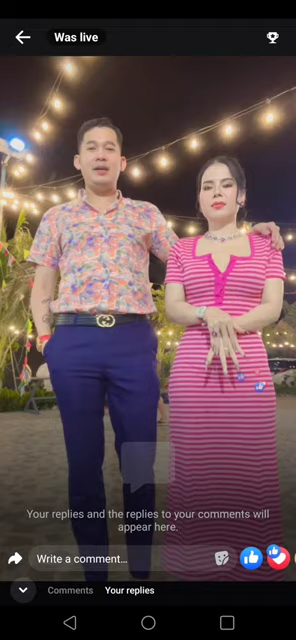 Was live
Your replies and the replies to your comments will
appear here.
Write a comment...
Comments
Your replies